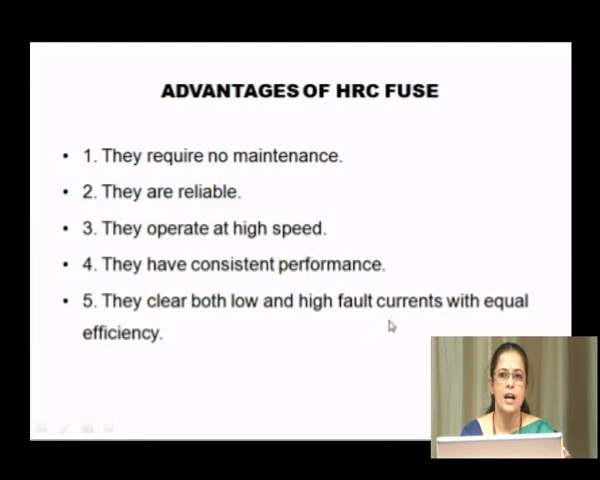 ADVANTAGES OF HRC FUSE
• 1. They require no maintenance.
• 2. They are reliable.
• 3. They operate at high speed.
• 4. They have consistent performance.
• 5. They clear both low and high fault currents with equal
efficiency.